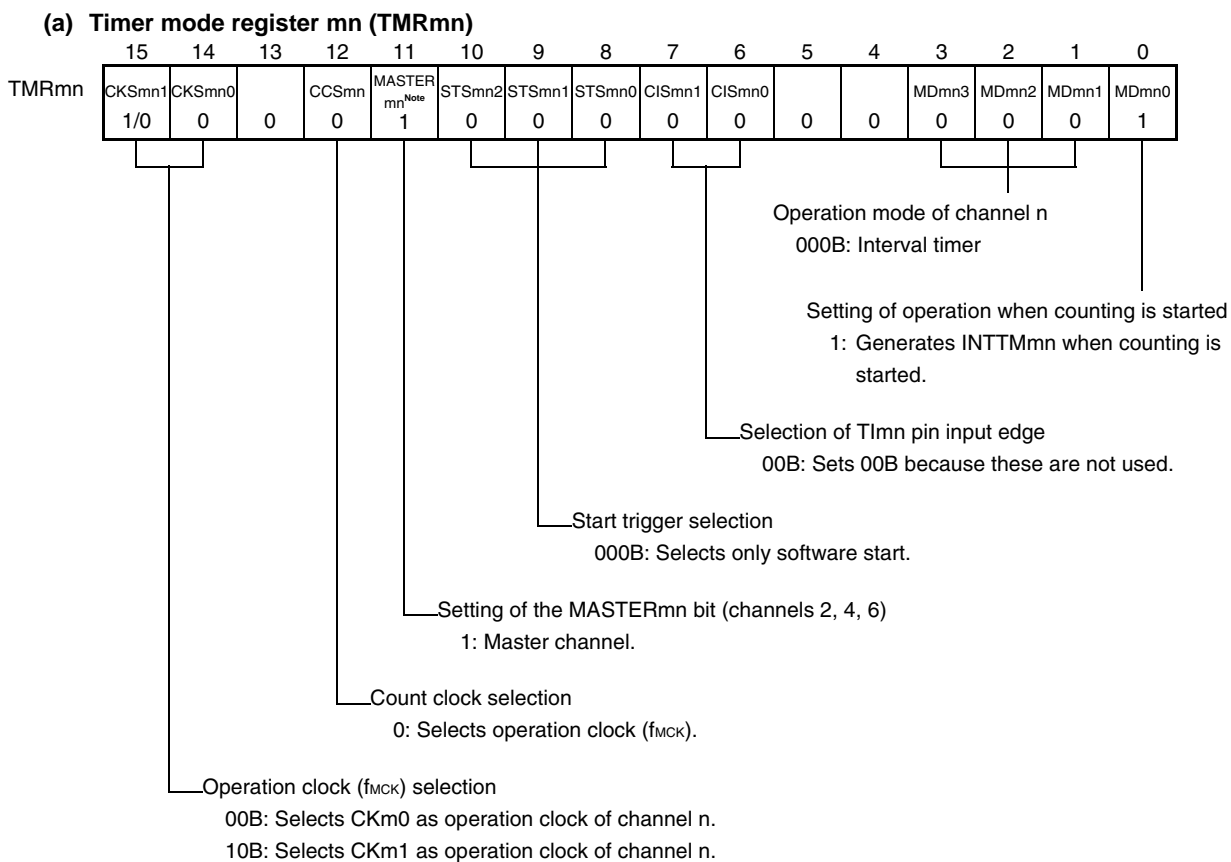 (a) Timer mode register mn (TMRmn)
15 14 13 12 11 10 9 8 7 6 5 4 3 2 1 0
TMRmn CKSmn1 CKSmn0 CCSmn MASTER mnNote STSmn2 STSmn1 STSmn0 CISmn1 CISmn0 MDmn3 MDmn2 MDmn1 MDmn0
1/0 0 0 0 1 0 0 0 0 0 0 0 0 0 0 1
Operation mode of channel n
000B: Interval timer
Setting of operation when counting is started
1: Generates INTTMmn when counting is
started.
Selection of TImn pin input edge
00B: Sets 00B because these are not used.
Start trigger selection
000B: Selects only software start.
Setting of the MASTERmn bit (channels 2, 4, 6)
1: Master channel.
Count clock selection
0: Selects operation clock (fMCK).
Operation clock (fMCK) selection
00B: Selects CKm0 as operation clock of channel n.
10B: Selects CKm1 as operation clock of channel n.